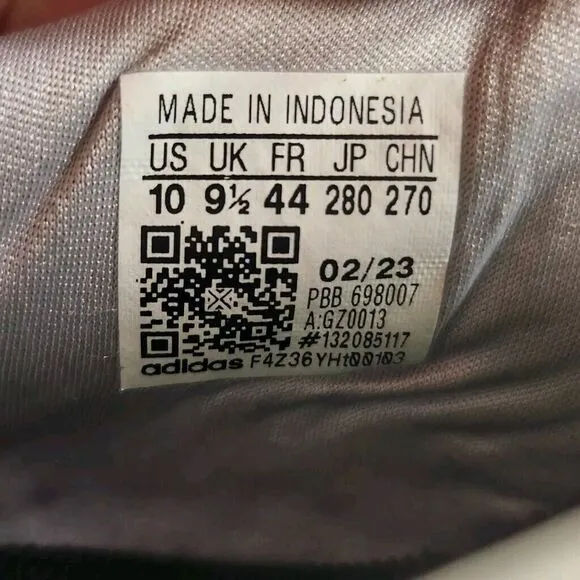 MADE IN INDONESIA
US UK FR JP CHN
10 9½ 44 280 270
02/23
PBB 698007
A:GZ0013
#132085117
adidas F4Z36YHt00103